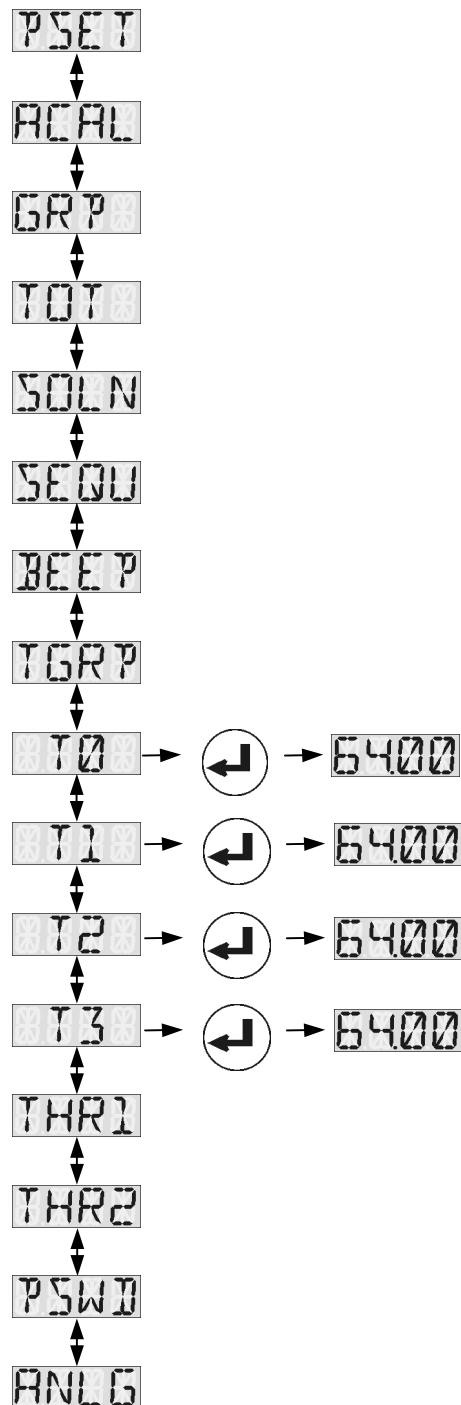 PSET
ACAL
GRP
TOT
SOLN
SEQU
BEEP
TGRP
T0 64.00
T1 64.00
T2 64.00
T3 64.00
THR1
THR2
PSWD
ANLG